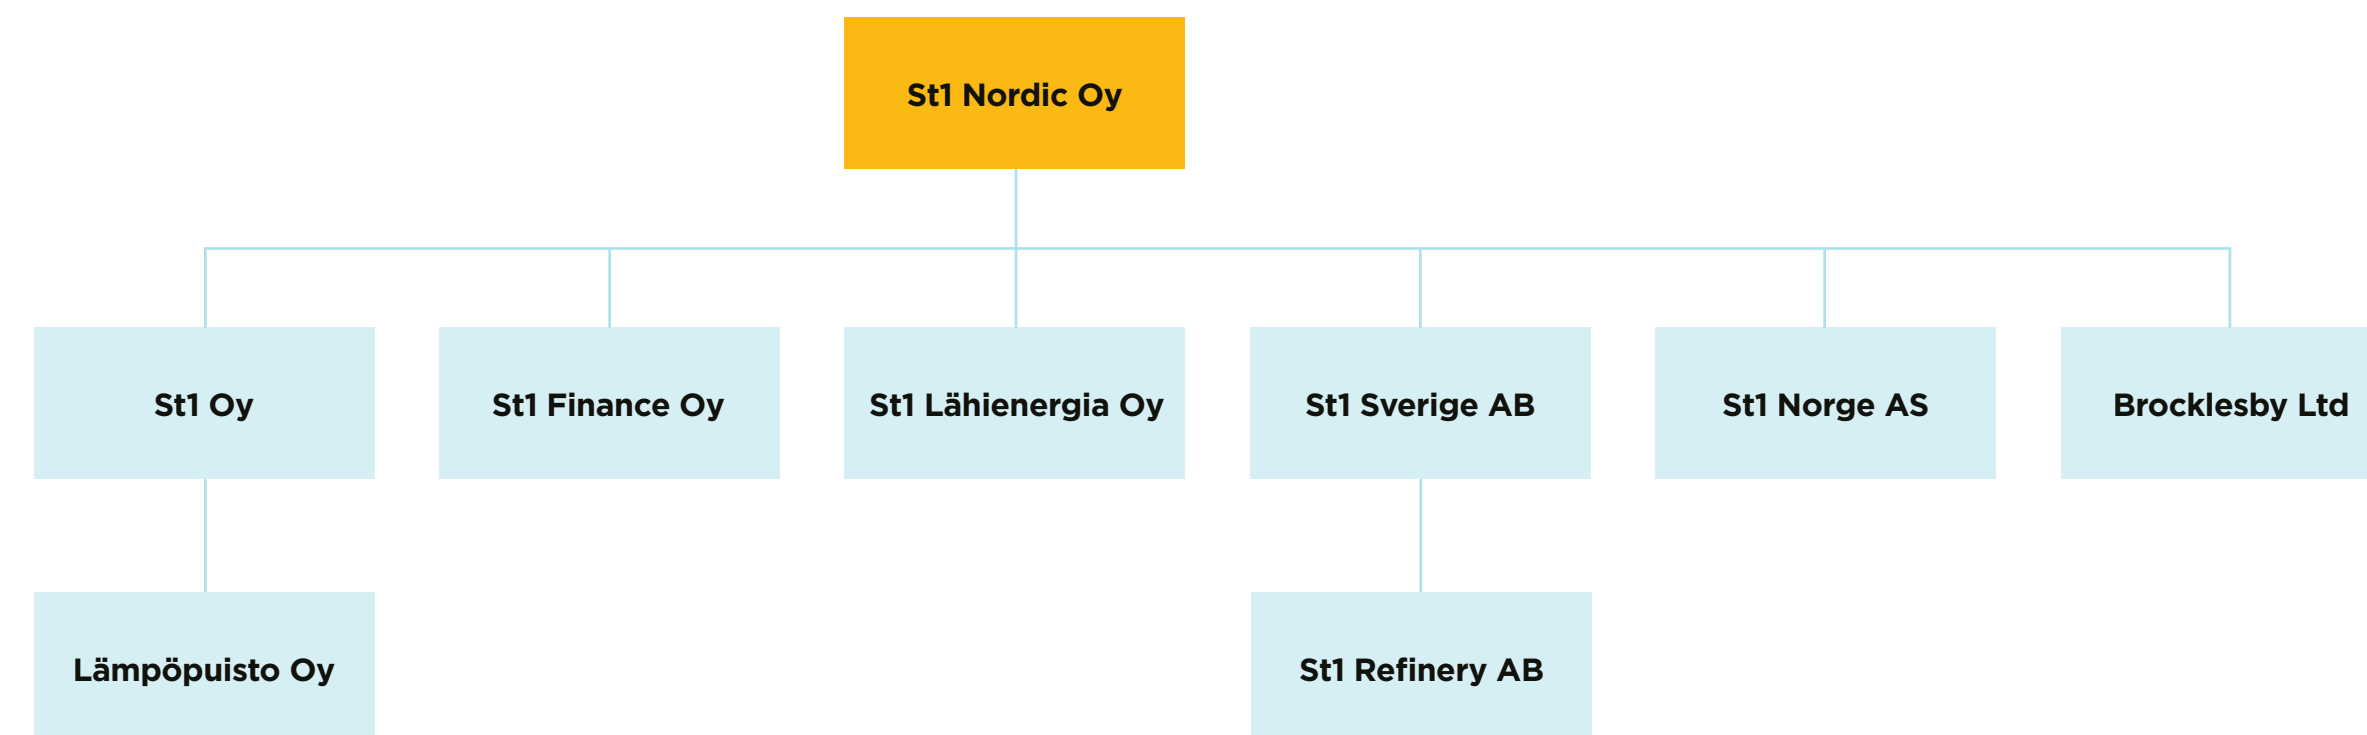 St1 Nordic Oy
St1 Oy
St1 Finance Oy
St1 Lähienergia Oy
St1 Sverige AB
St1 Norge AS
Brocklesby Ltd
Lämpöpuisto Oy
St1 Refinery AB